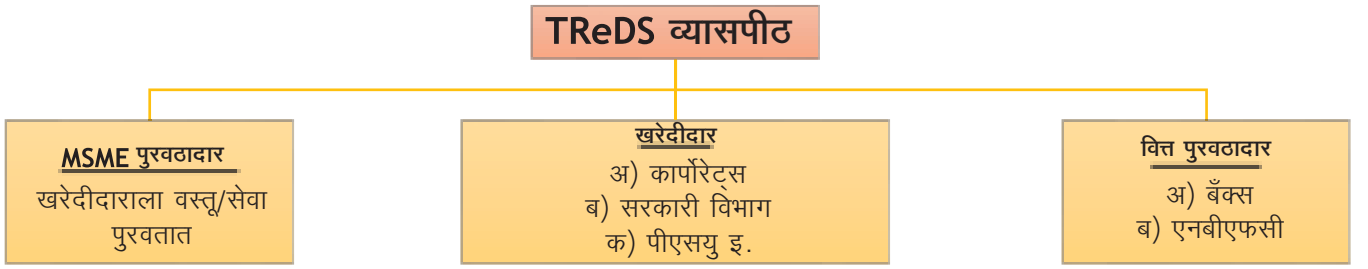 TReDS व्यासपीठ
MSME पुरवठादार
खरेदीदाराला वस्तू/सेवा
पुरवतात
खरेदीदार
अ) कार्पोरेट्स
ब) सरकारी विभाग
क) पीएसयु इ.
वित्त पुरवठादार
अ) बँक्स
ब) एनबीएफसी